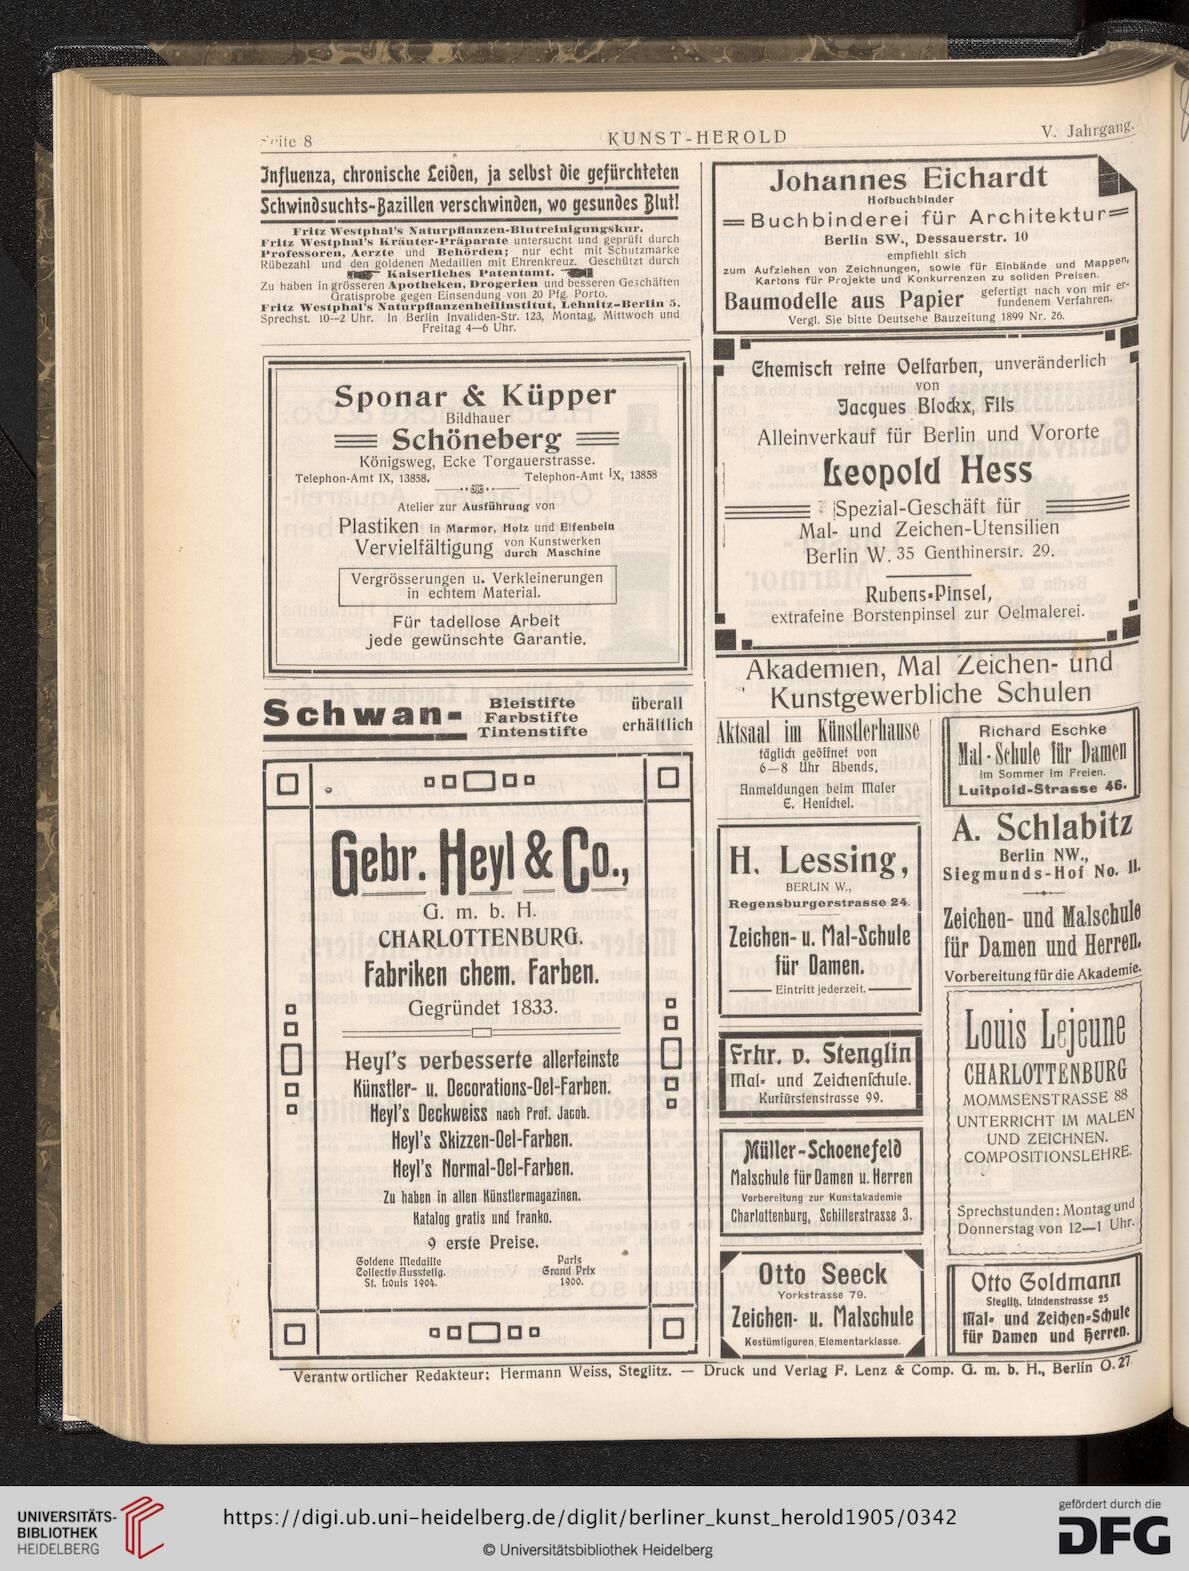 Seite 8
KUNST-HEROLD
V. Jahrgang.
Influenza, chronische Leiden, ja selbst die gefürchteten
Schwindsuchts-Bazillen verschwinden, wo gesundes Blut!
Fritz Westphal's Naturpflanzen-Blutreinigungskur.
Fritz Westphal's Kräuter-Präparate untersucht und geprüft durch
Professoren, Aerzte und Behörden; nur echt mit Schutzmarke
Rübezahl und den goldenen Medaillen mit Ehrenkreuz. Geschützt durch
Kaiserliches Patentamt.
Zu haben in grösseren Apotheken, Drogerien und besseren Geschäften
Gratisprobe gegen Einsendung von 20 Pfg. Porto.
Fritz Westphal's Naturpflanzenheilinstitut, Lehnitz-Berlin 5.
Sprechst. 10—2 Uhr. In Berlin Invaliden-Str. 123, Montag, Mittwoch und
Freitag 4—6 Uhr.
Sponar & Küpper
Bildhauer
Schöneberg
Königsweg, Ecke Torgauerstrasse.
Telephon-Amt IX, 13858. Telephon-Amt IX, 13858
Atelier zur Ausführung von
Plastiken in Marmor, Holz und Elfenbein
Vervielfältigung von Kunstwerken
durch Maschine
Vergrösserungen u. Verkleinerungen
in echtem Material.
Für tadellose Arbeit
jede gewünschte Garantie.
Schwan-
Bleistifte
Farbstifte
Tintenstifte
überall
erhältlich
Gebr. Heyl & Co.,
G. m. b. H.
CHARLOTTENBURG.
Fabriken chem. Farben.
Gegründet 1833.
Heyl's verbesserte allerfeinste
Künstler- u. Decorations-Oel-Farben.
Heyl's Deckweiss nach Prof. Jacob.
Heyl's Skizzen-Oel-Farben.
Heyl's Normal-Oel-Farben.
Zu haben in allen Künstlermagazinen.
Katalog gratis und franko.
9 erste Preise.
Goldene Medaille
Collectiv Ausstellg.
St. Louis 1904.
Paris
Grand Prix
1900.
Johannes Eichardt
Hofbuchbinder
Buchbinderei für Architektur
Berlin SW., Dessauerstr. 10
empfiehlt sich
zum Aufziehen von Zeichnungen, sowie für Einbände und Mappen,
Kartons für Projekte und Konkurrenzen zu soliden Preisen.
Baumodelle aus Papier gefertigt nach von mir er-
fundenem Verfahren.
Vergl. Sie bitte Deutsche Bauzeitung 1899 Nr. 26.
Chemisch reine Oelfarben, unveränderlich
von
Jacques Blockx, Fils
Alleinverkauf für Berlin und Vororte
Leopold Hess
Spezial-Geschäft für
Mal- und Zeichen-Utensilien
Berlin W. 35 Genthinerstr. 29.
Rubens-Pinsel,
extrafeine Borstenpinsel zur Oelmalerei.
Akademien, Mal Zeichen- und
Kunstgewerbliche Schulen
Aktsaal im Künstlerhause
täglich geöffnet von
6—8 Uhr Abends,
Anmeldungen beim Maler
E. Henschel.
H. Lessing,
BERLIN W.,
Regensburgerstrasse 24.
Zeichen- u. Mal-Schule
für Damen.
Eintritt jederzeit.
Frhr. v. Stenglin
Mal- und Zeichenschule.
Kurfürstenstrasse 99.
Müller-Schoenefeld
Malschule für Damen u. Herren
Vorbereitung zur Kunstakademie
Charlottenburg, Schillerstrasse 3.
Otto Seeck
Yorkstrasse 79.
Zeichen- u. Malschule
Kostümfiguren, Elementarklasse.
Richard Eschke
Mal-Schule für Damen
Im Sommer im Freien.
Luitpold-Strasse 46.
A. Schlabitz
Berlin NW.,
Siegmunds-Hof No. 11.
Zeichen- und Malschule
für Damen und Herren.
Vorbereitung für die Akademie.
Louis Lejeune
CHARLOTTENBURG
MOMMSENSTRASSE 88
UNTERRICHT IM MALEN
UND ZEICHNEN.
COMPOSITIONSLEHRE.
Sprechstunden: Montag und
Donnerstag von 12—1 Uhr.
Otto Goldmann
Steglitz, Lindenstrasse 25
Mal- und Zeichen-Schule
für Damen und Herren.
Verantwortlicher Redakteur: Hermann Weiss, Steglitz. — Druck und Verlag F. Lenz & Comp. G. m. b. H., Berlin O. 27
UNIVERSITÄTS-
BIBLIOTHEK
HEIDELBERG
https://digi.ub.uni-heidelberg.de/diglit/berliner_kunst_herold1905/0342
© Universitätsbibliothek Heidelberg
gefördert durch die
DFG